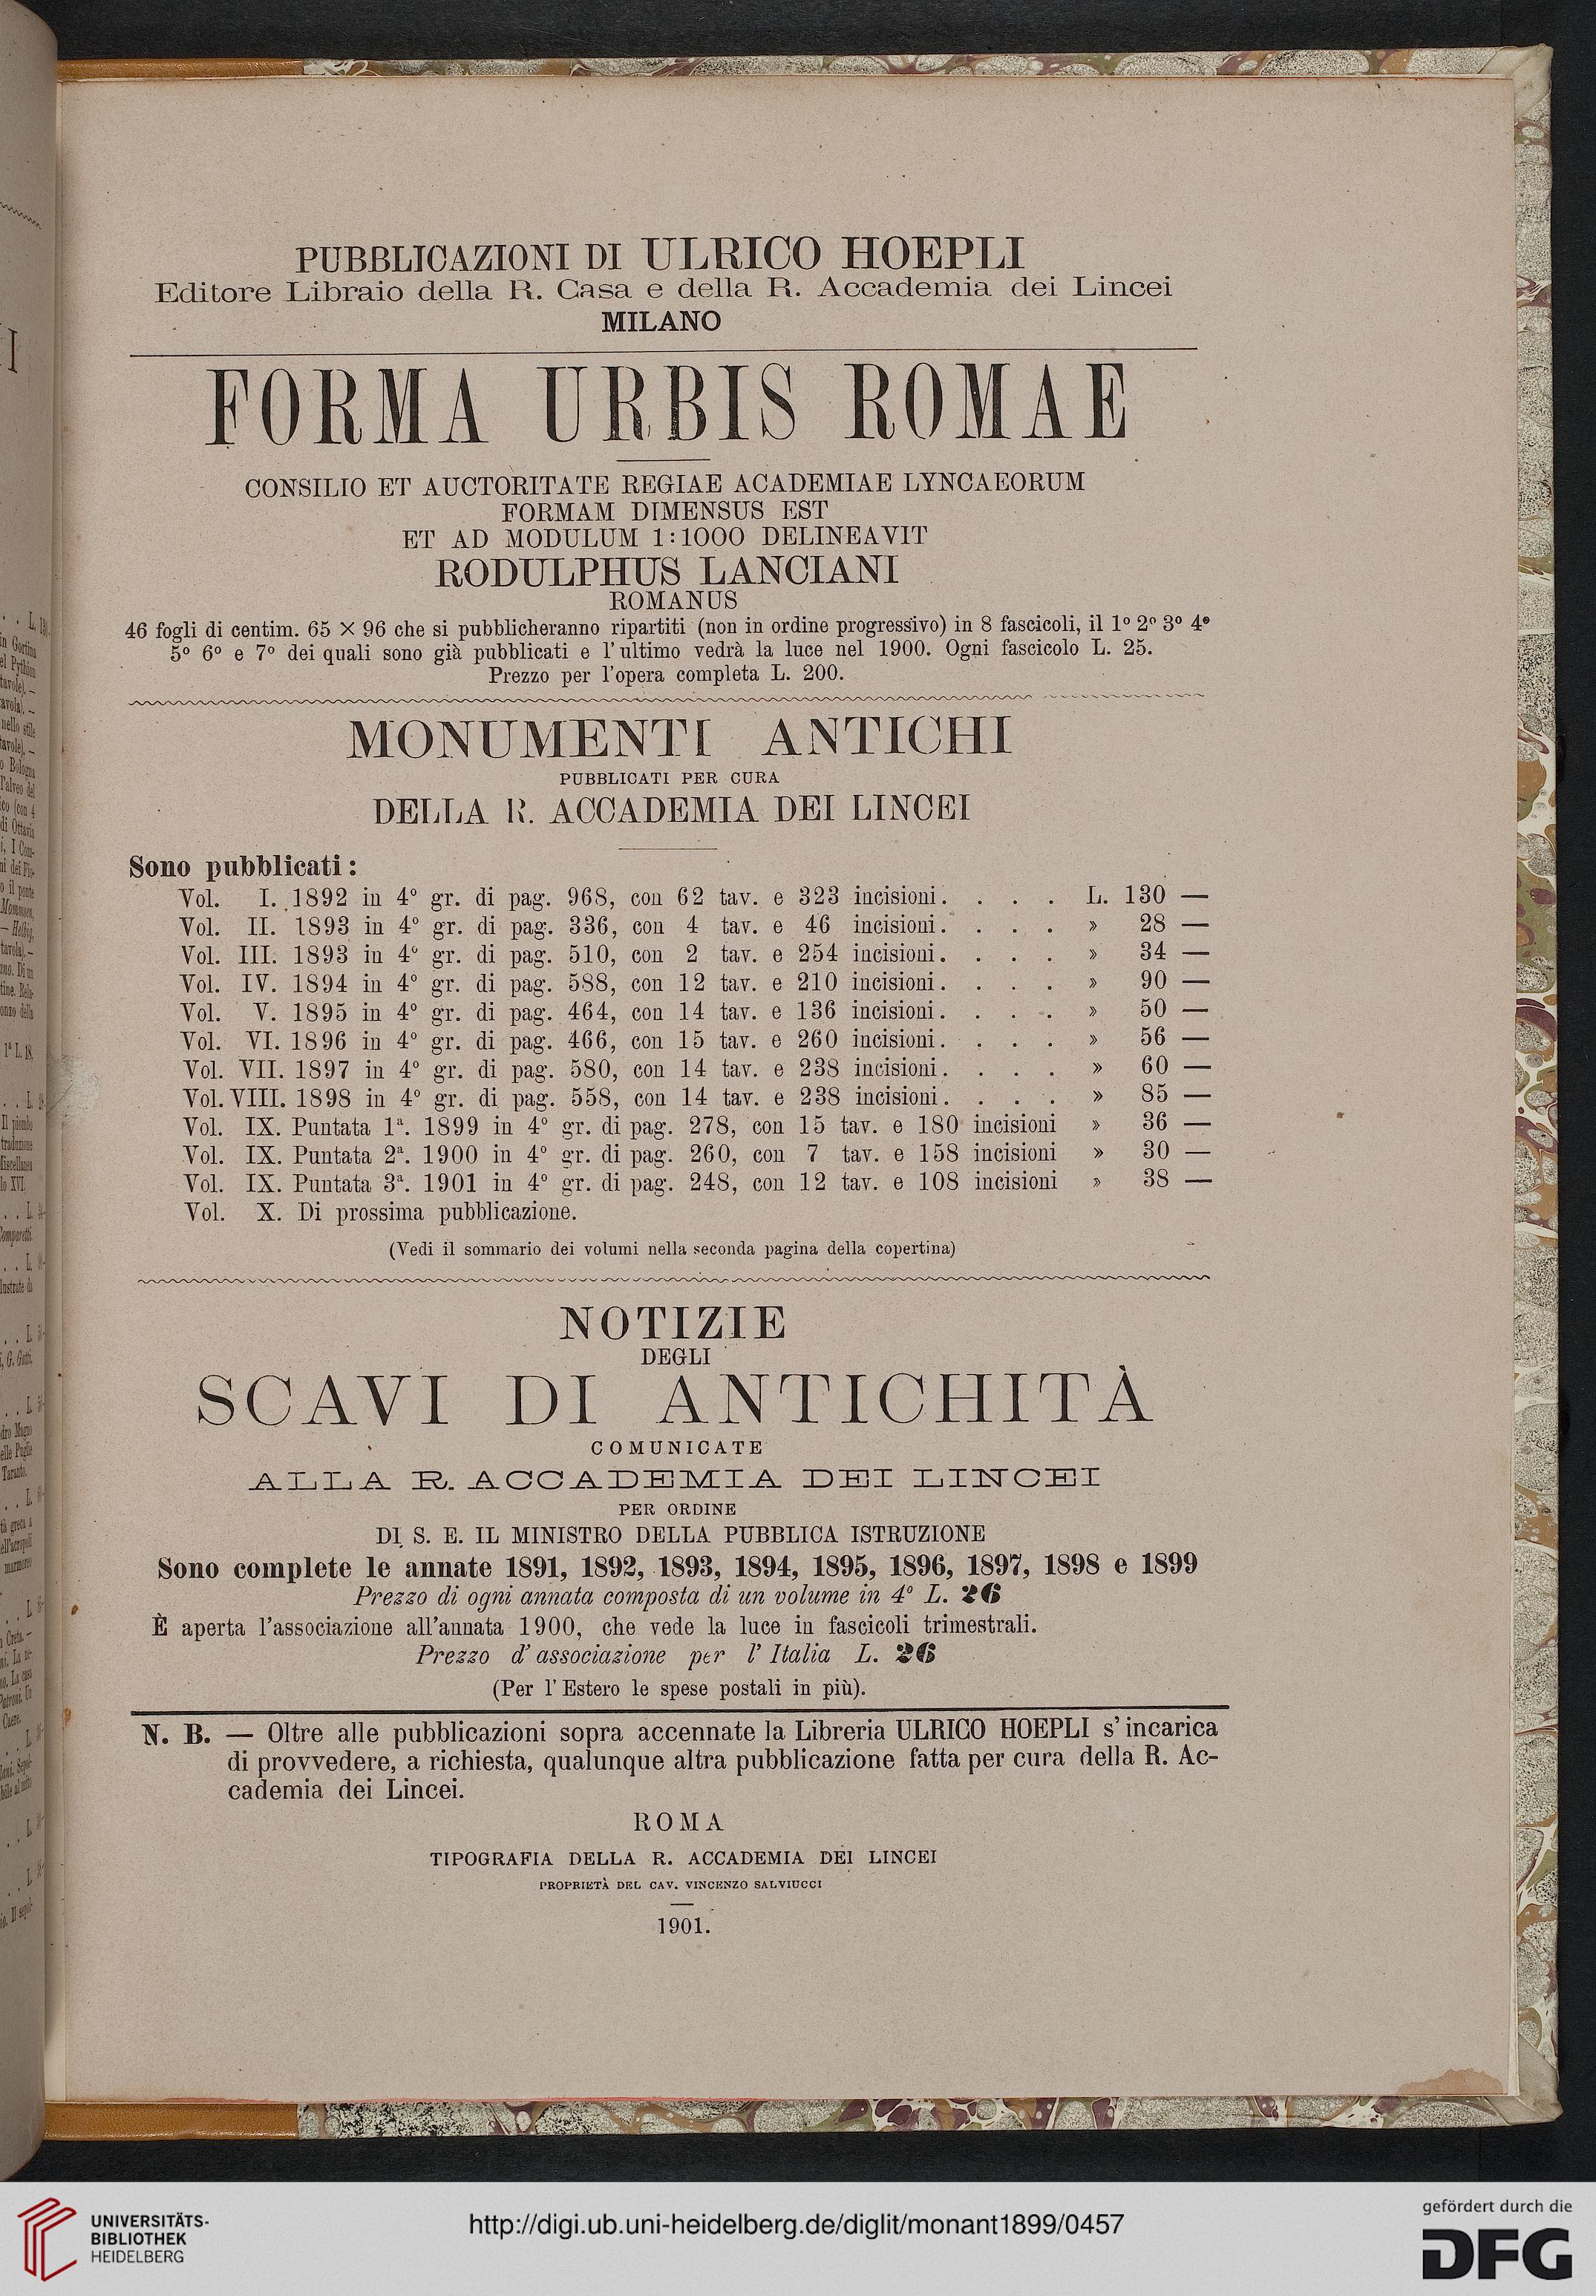 PUBBLICAZIONI DI ULRICO HOEPLI
Editore Libraio della R. Casa e della R. Accademia dei Lincei
MILANO
FORMA URBIS ROMAE
CONSILIO ET AUCTORITATE REGIAE ACADEMIAE LYNCAEORUM
FORMAM DIMENSUS EST
ET AD MODULUM 1:1000 DELINEAVIT
RODULPHUS LANCIANI
ROMANUS
46 fogli di centim. 65 × 96 che si pubblicheranno ripartiti (non in ordine progressivo) in 8 fascicoli, il 1º 2º 3º 4º
5º 6º e 7º dei quali sono già pubblicati e l'ultimo vedrà la luce nel 1900. Ogni fascicolo L. 25.
Prezzo per l'opera completa L. 200.
MONUMENTI ANTICHI
PUBBLICATI PER CURA
DELLA R. ACCADEMIA DEI LINCEI
Sono pubblicati:
Vol. I. 1892 in 4º gr. di pag. 968, con 62 tav. e 323 incisioni. . . . . L. 130 —
Vol. II. 1893 in 4º gr. di pag. 336, con 4 tav. e 46 incisioni. . . . . » 28 —
Vol. III. 1893 in 4º gr. di pag. 510, con 2 tav. e 254 incisioni. . . . . » 34 —
Vol. IV. 1894 in 4º gr. di pag. 588, con 12 tav. e 210 incisioni. . . . . » 90 —
Vol. V. 1895 in 4º gr. di pag. 464, con 14 tav. e 136 incisioni. . . . . » 50 —
Vol. VI. 1896 in 4º gr. di pag. 466, con 15 tav. e 260 incisioni. . . . . » 56 —
Vol. VII. 1897 in 4º gr. di pag. 580, con 14 tav. e 238 incisioni. . . . . » 60 —
Vol. VIII. 1898 in 4º gr. di pag. 558, con 14 tav. e 238 incisioni. . . . . » 85 —
Vol. IX. Puntata 1ª. 1899 in 4º gr. di pag. 278, con 15 tav. e 180 incisioni » 36 —
Vol. IX. Puntata 2ª. 1900 in 4º gr. di pag. 260, con 7 tav. e 158 incisioni » 30 —
Vol. IX. Puntata 3ª. 1901 in 4º gr. di pag. 248, con 12 tav. e 108 incisioni » 38 —
Vol. X. Di prossima pubblicazione.
(Vedi il sommario dei volumi nella seconda pagina della copertina)
NOTIZIE
DEGLI
SCAVI DI ANTICHITÀ
COMUNICATE
ALLA R. ACCADEMIA DEI LINCEI
PER ORDINE
DI S. E. IL MINISTRO DELLA PUBBLICA ISTRUZIONE
Sono complete le annate 1891, 1892, 1893, 1894, 1895, 1896, 1897, 1898 e 1899
Prezzo di ogni annata composta di un volume in 4º L. 26
È aperta l'associazione all'annata 1900, che vede la luce in fascicoli trimestrali.
Prezzo d'associazione per l'Italia L. 26
(Per l'Estero le spese postali in più).
N. B. — Oltre alle pubblicazioni sopra accennate la Libreria ULRICO HOEPLI s'incarica
di provvedere, a richiesta, qualunque altra pubblicazione fatta per cura della R. Ac-
cademia dei Lincei.
ROMA
TIPOGRAFIA DELLA R. ACCADEMIA DEI LINCEI
PROPRIETÀ DEL CAV. VINCENZO SALVIUCCI
1901.
UNIVERSITÄTS-
BIBLIOTHEK
HEIDELBERG
http://digi.ub.uni-heidelberg.de/diglit/monant1899/0457
gefördert durch die
DFG